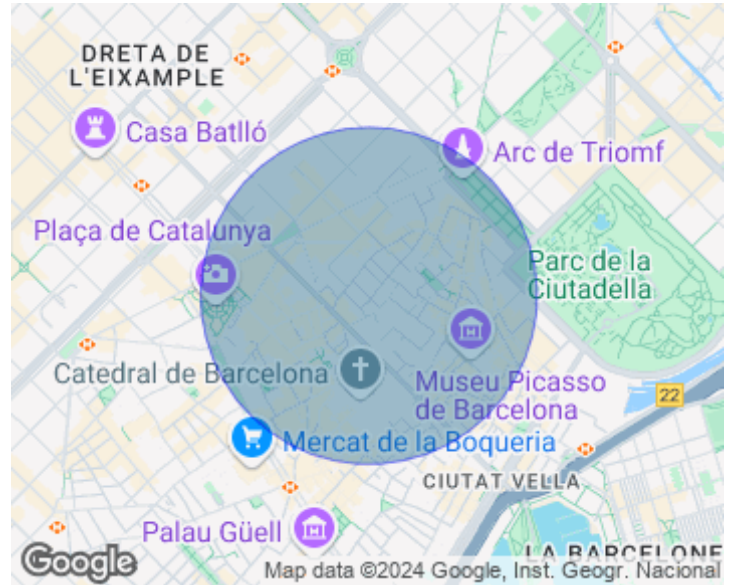 DRETA DE
L'EIXAMPLE
Casa Batlló
Arc de Triomf
Plaça de Catalunya
Parc de la
Ciutadella
Catedral de Barcelona
Museu Picasso
de Barcelona
22
Mercat de la Boqueria
CIUTAT VELLA
Palau Güell
LA BARCELONE
Google
Map data ©2024 Google, Inst. Geogr. Nacional